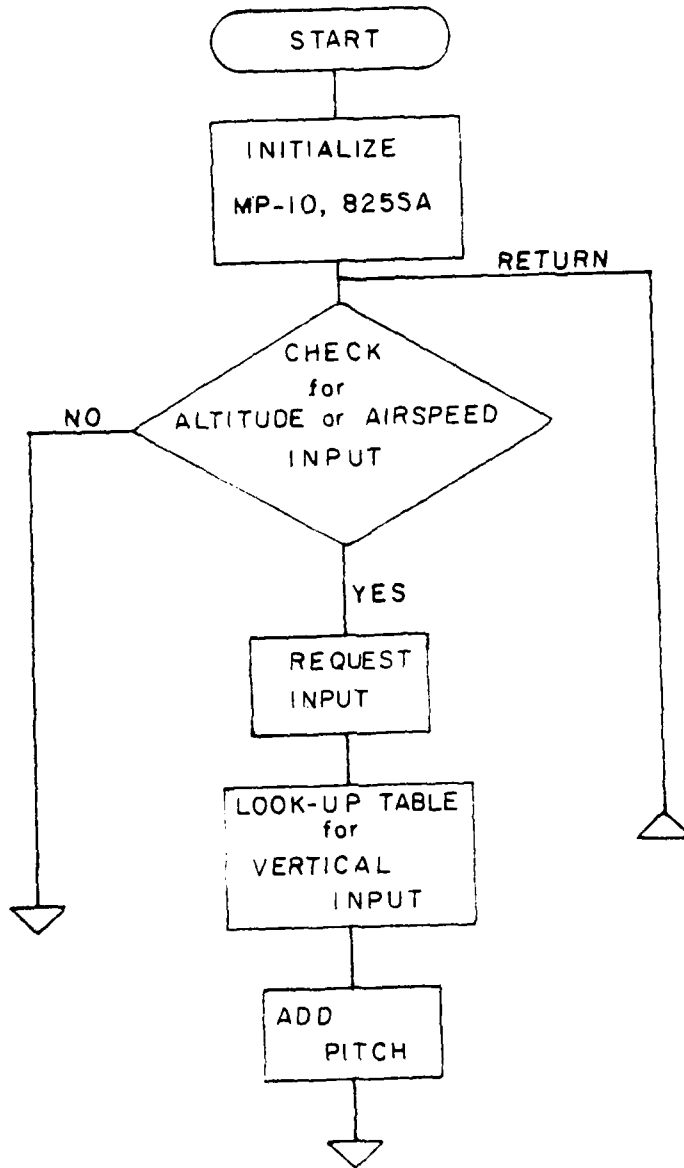 START
INITIALIZE
MP-10, 8255A
RETURN
CHECK
for
ALTITUDE or AIRSPEED
INPUT
NO
YES
REQUEST
INPUT
LOOK-UP TABLE
for
VERTICAL
INPUT
ADD
PITCH